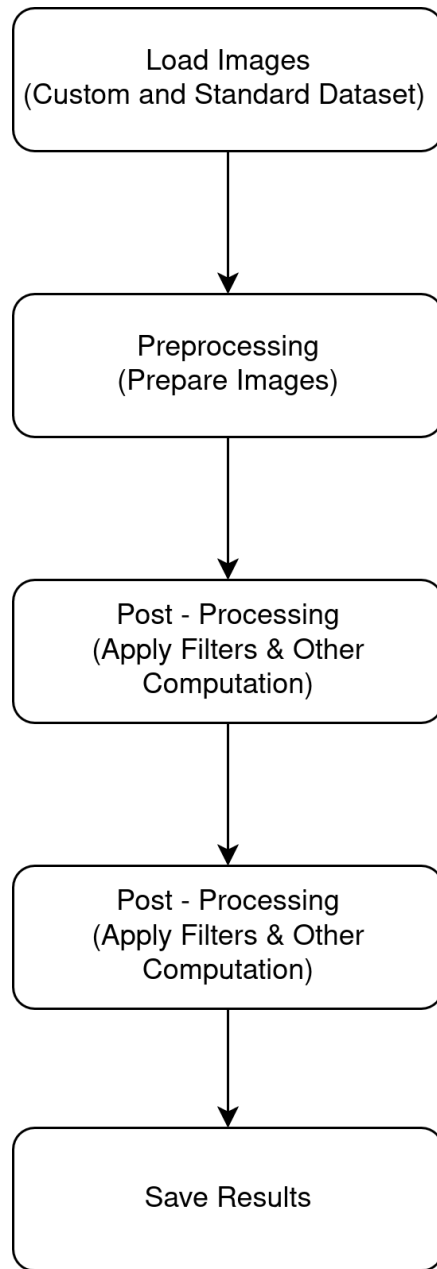 Load Images
(Custom and Standard Dataset)
Preprocessing
(Prepare Images)
Post - Processing
(Apply Filters & Other
Computation)
Post - Processing
(Apply Filters & Other
Computation)
Save Results